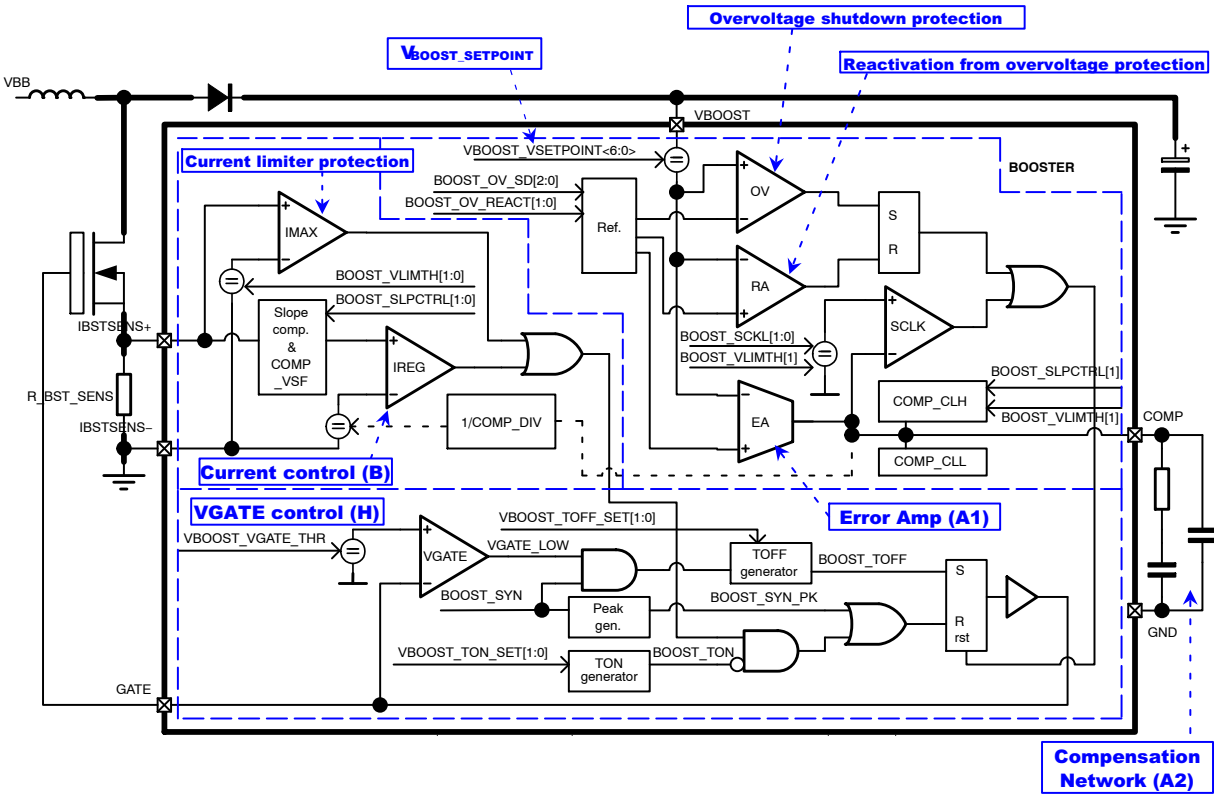 Overvoltage shutdown protection
VBOOST_SETPOINT
Reactivation from overvoltage protection
VBB
VBOOST
VBOOST_VSETPOINT<6:0>
BOOSTER
+
Current limiter protection
BOOST_OV_SD[2:0]
BOOST_OV_REACT[1:0]
Ref.
+
OV
−
S
R
+
IMAX
−
−
RA
+
BOOST_VLIMTH[1:0]
BOOST_SLPCTRL[1:0]
IBSTSENS+
Slope
comp.
&
COMP
_VSF
+
IREG
−
BOOST_SCKL[1:0]
BOOST_VLIMTH[1]
+
SCLK
−
R_BST_SENS
IBSTSENS−
1/COMP_DIV
−
EA
+
COMP_CLH
BOOST_SLPCTRL[1]
BOOST_VLIMTH[1]
COMP
COMP_CLL
Current control (B)
VGATE control (H)
Error Amp (A1)
VBOOST_VGATE_THR
+
VGATE
−
VGATE_LOW
VBOOST_TOFF_SET[1:0]
TOFF
generator
BOOST_TOFF
S
R
rst
BOOST_SYN
Peak
gen.
BOOST_SYN_PK
GND
VBOOST_TON_SET[1:0]
TON
generator
BOOST_TON
GATE
Compensation
Network (A2)